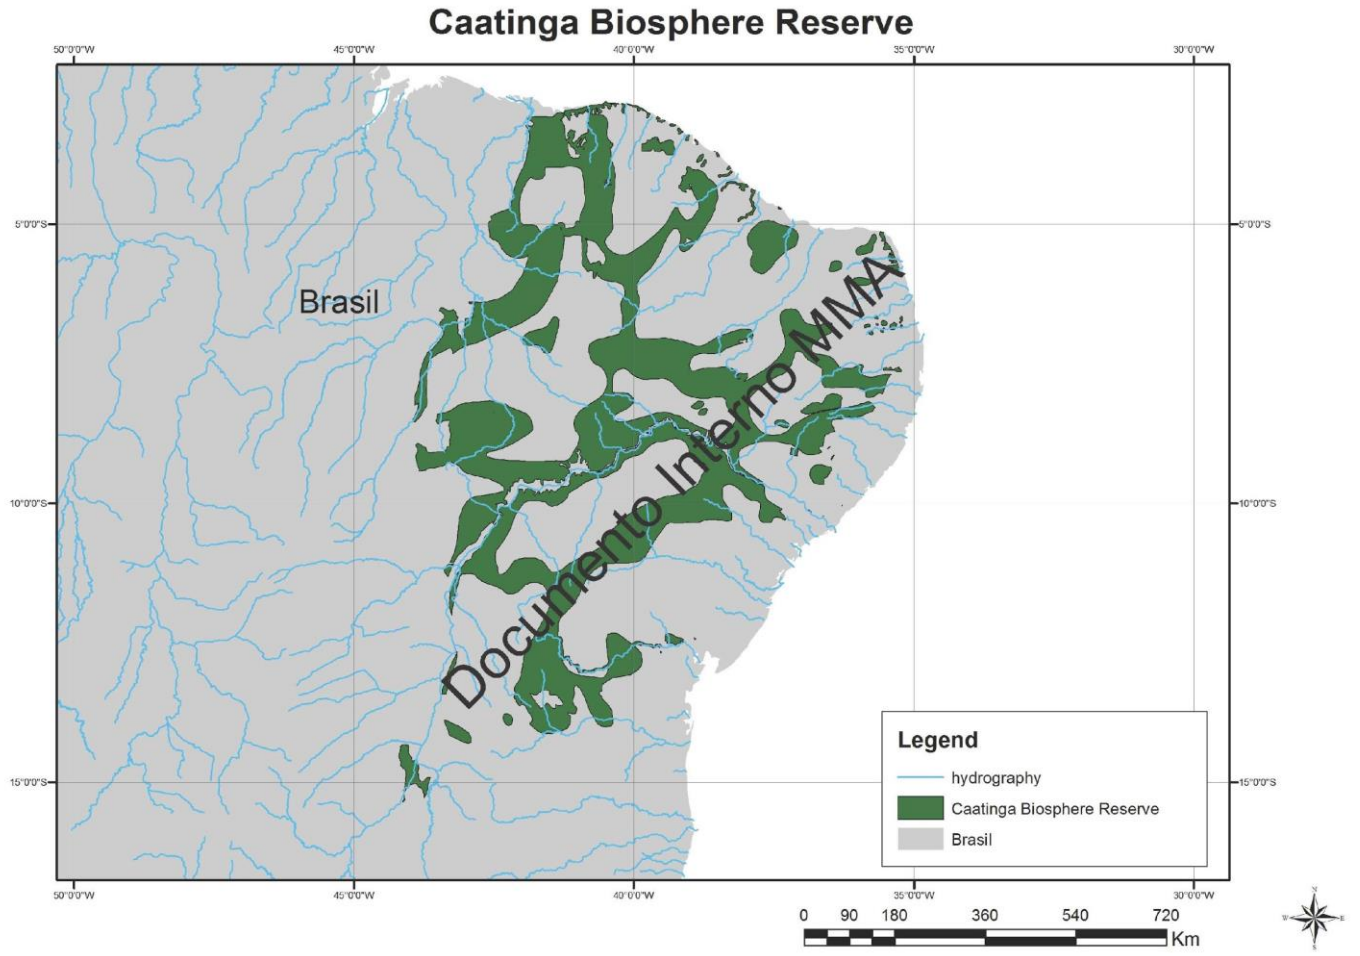 Caatinga Biosphere Reserve
50°0'0"W 45°0'0"W 40°0'0"W 35°0'0"W 30°0'0"W
5°0'0"S 5°0'0"S
Brasil
Documento Interno MMA
10°0'0"S 10°0'0"S
Legend
hydrography
15°0'0"S 15°0'0"S
Caatinga Biosphere Reserve
Brasil
50°0'0"W 45°0'0"W 40°0'0"W 35°0'0"W 30°0'0"W
0 90 180 360 540 720
Km
N
W E
S